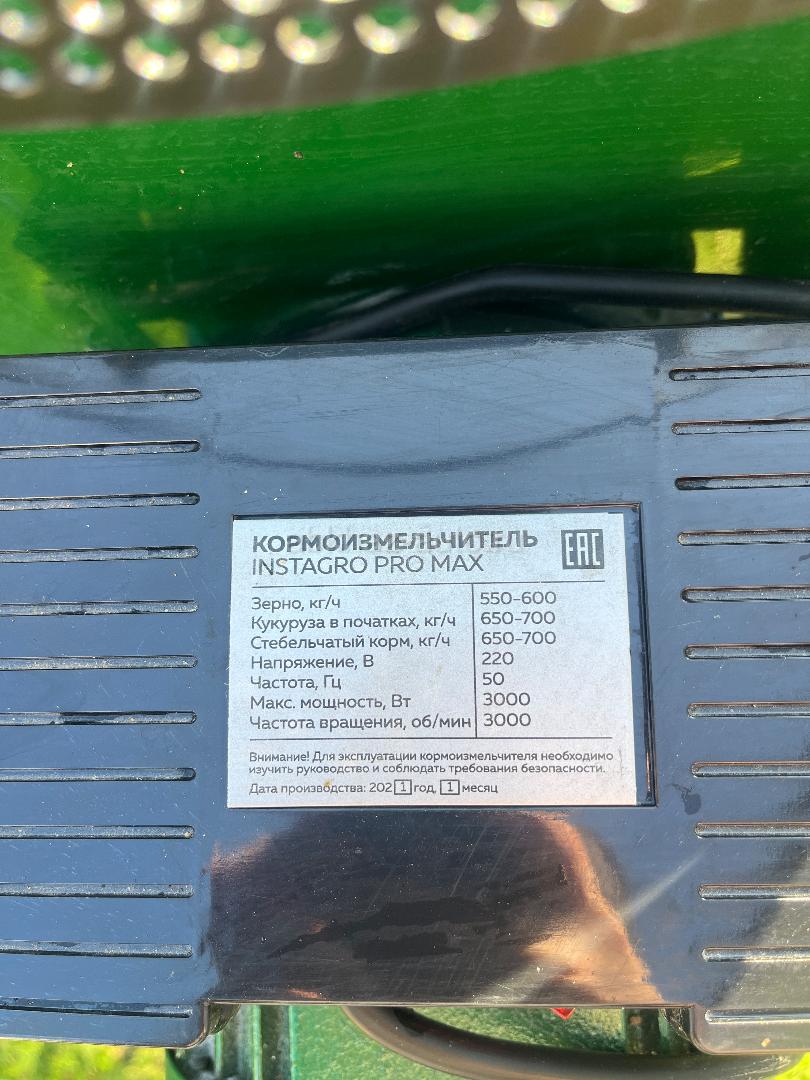 КОРМОИЗМЕЛЬЧИТЕЛЬ
INSTAGRO PRO MAX
EAC
Зерно, кг/ч 550-600
Кукуруза в початках, кг/ч 650-700
Стебельчатый корм, кг/ч 650-700
Напряжение, В 220
Частота, Гц 50
Макс. мощность, Вт 3000
Частота вращения, об/мин 3000
Внимание! Для эксплуатации кормоизмельчителя необходимо
изучить руководство и соблюдать требования безопасности.
Дата производства: 2021 год, 1 месяц